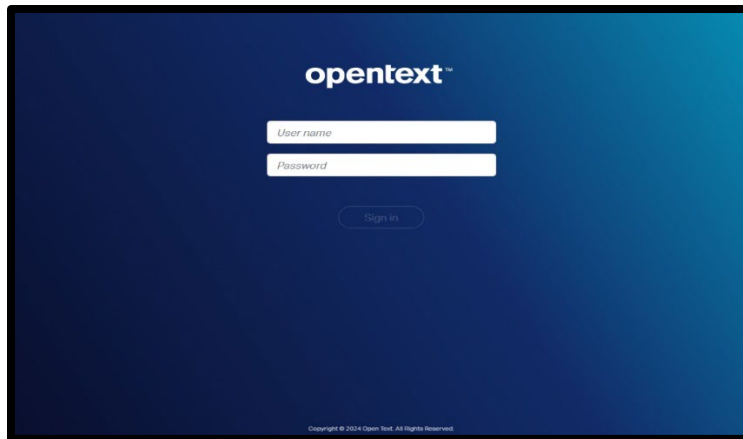 opentext™
User name
Password
Sign in
Copyright © 2024 Open Text. All Rights Reserved.